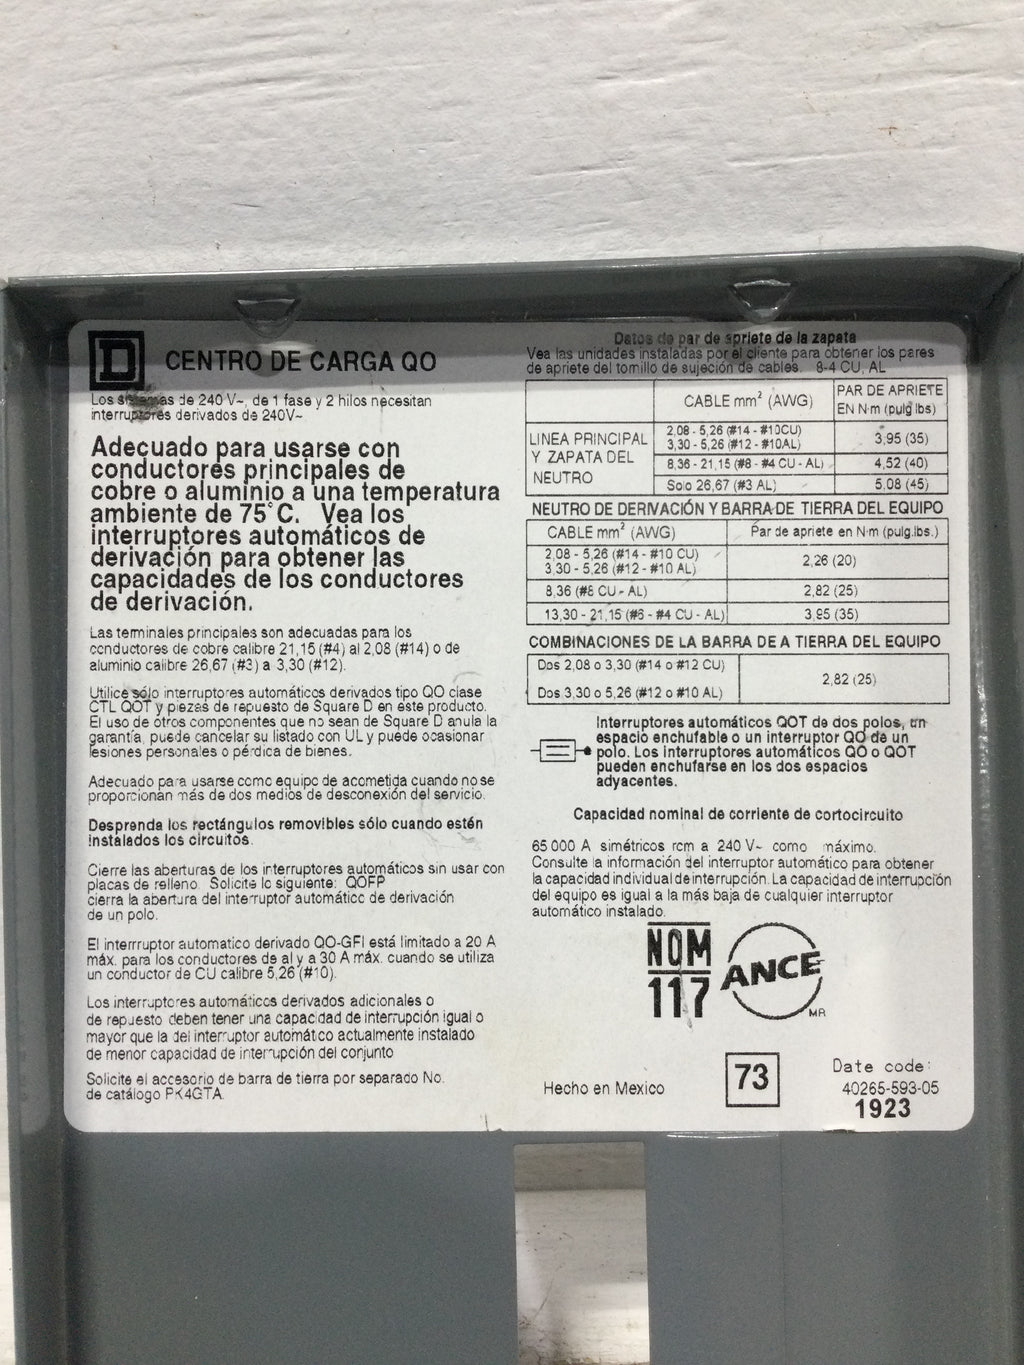 D CENTRO DE CARGA QO
Los sistemas de 240 V~, de 1 fase y 2 hilos necesitan
interruptores derivados de 240V~
Adecuado para usarse con
conductores principales de
cobre o aluminio a una temperatura
ambiente de 75°C. Vea los
interruptores automáticos de
derivación para obtener las
capacidades de los conductores
de derivación.
Las terminales principales son adecuadas para los
conductores de cobre calibre 21,15 (#4) al 2,08 (#14) o de
aluminio calibre 26,67 (#3) a 3,30 (#12).
Utilice sólo interruptores automáticos derivados tipo QO clase
CTL QOT y piezas de repuesto de Square D en este producto.
El uso de otros componentes que no sean de Square D anula la
garantía, puede cancelar su listado con UL y puede ocasionar
lesiones personales o pérdica de bienes.
Adecuado para usarse como equipo de acometida cuando no se
proporcionan más de dos medios de desconexión del servicio.
Desprenda los rectángulos removibles sólo cuando estén
instalados los circuitos.
Cierre las aberturas de los interruptores automáticos sin usar con
placas de relleno. Solicite lo siguiente: QOFP
cierra la abertura del interruptor automático de derivación
de un polo.
El interrruptor automatico derivado QO-GFI está limitado a 20 A
máx. para los conductores de al y a 30 A máx. cuando se utiliza
un conductor de CU calibre 5,26 (#10).
Los interruptores automáticos derivados adicionales o
de repuesto deben tener una capacidad de interrupción igual o
mayor que la del interruptor automático actualmente instalado
de menor capacidad de interrupción del conjunto
Solicite el accesorio de barra de tierra por separado No.
de catálogo PK4GTA.
Datos de par de apriete de la zapata
Vea las unidades instaladas por el cliente para obtener los pares
de apriete del tornillo de sujeción de cables. 8-4 CU, AL
CABLE mm² (AWG) PAR DE APRIETE
EN N·m (pulg lbs)
LINEA PRINCIPAL
Y ZAPATA DEL
NEUTRO
2,08 - 5,26 (#14 - #10CU)
3,30 - 5,26 (#12 - #10AL) 3,95 (35)
8,36 - 21,15 (#8 - #4 CU - AL) 4,52 (40)
Solo 26,67 (#3 AL) 5,08 (45)
NEUTRO DE DERIVACIÓN Y BARRA DE TIERRA DEL EQUIPO
CABLE mm² (AWG) Par de apriete en N·m (pulg.lbs.)
2,08 - 5,26 (#14 - #10 CU)
3,30 - 5,26 (#12 - #10 AL) 2,26 (20)
8,36 (#8 CU - AL) 2,82 (25)
13,30 - 21,15 (#6 - #4 CU - AL) 3,95 (35)
COMBINACIONES DE LA BARRA DE A TIERRA DEL EQUIPO
Dos 2,08 o 3,30 (#14 o #12 CU)
Dos 3,30 o 5,26 (#12 o #10 AL) 2,82 (25)
Interruptores automáticos QOT de dos polos, en
espacio enchufable o un interruptor QO de un
polo. Los interruptores automáticos QO o QOT
pueden enchufarse en los dos espacios
adyacentes.
Capacidad nominal de corriente de cortocircuito
65 000 A simétricos rcm a 240 V~ como máximo.
Consulte la información del interruptor automático para obtener
la capacidad individual de interrupción. La capacidad de interrupción
del equipo es igual a la más baja de cualquier interruptor
automático instalado.
NOM
117
ANCE
MR
Hecho en Mexico
73
Date code:
40265-593-05
1923